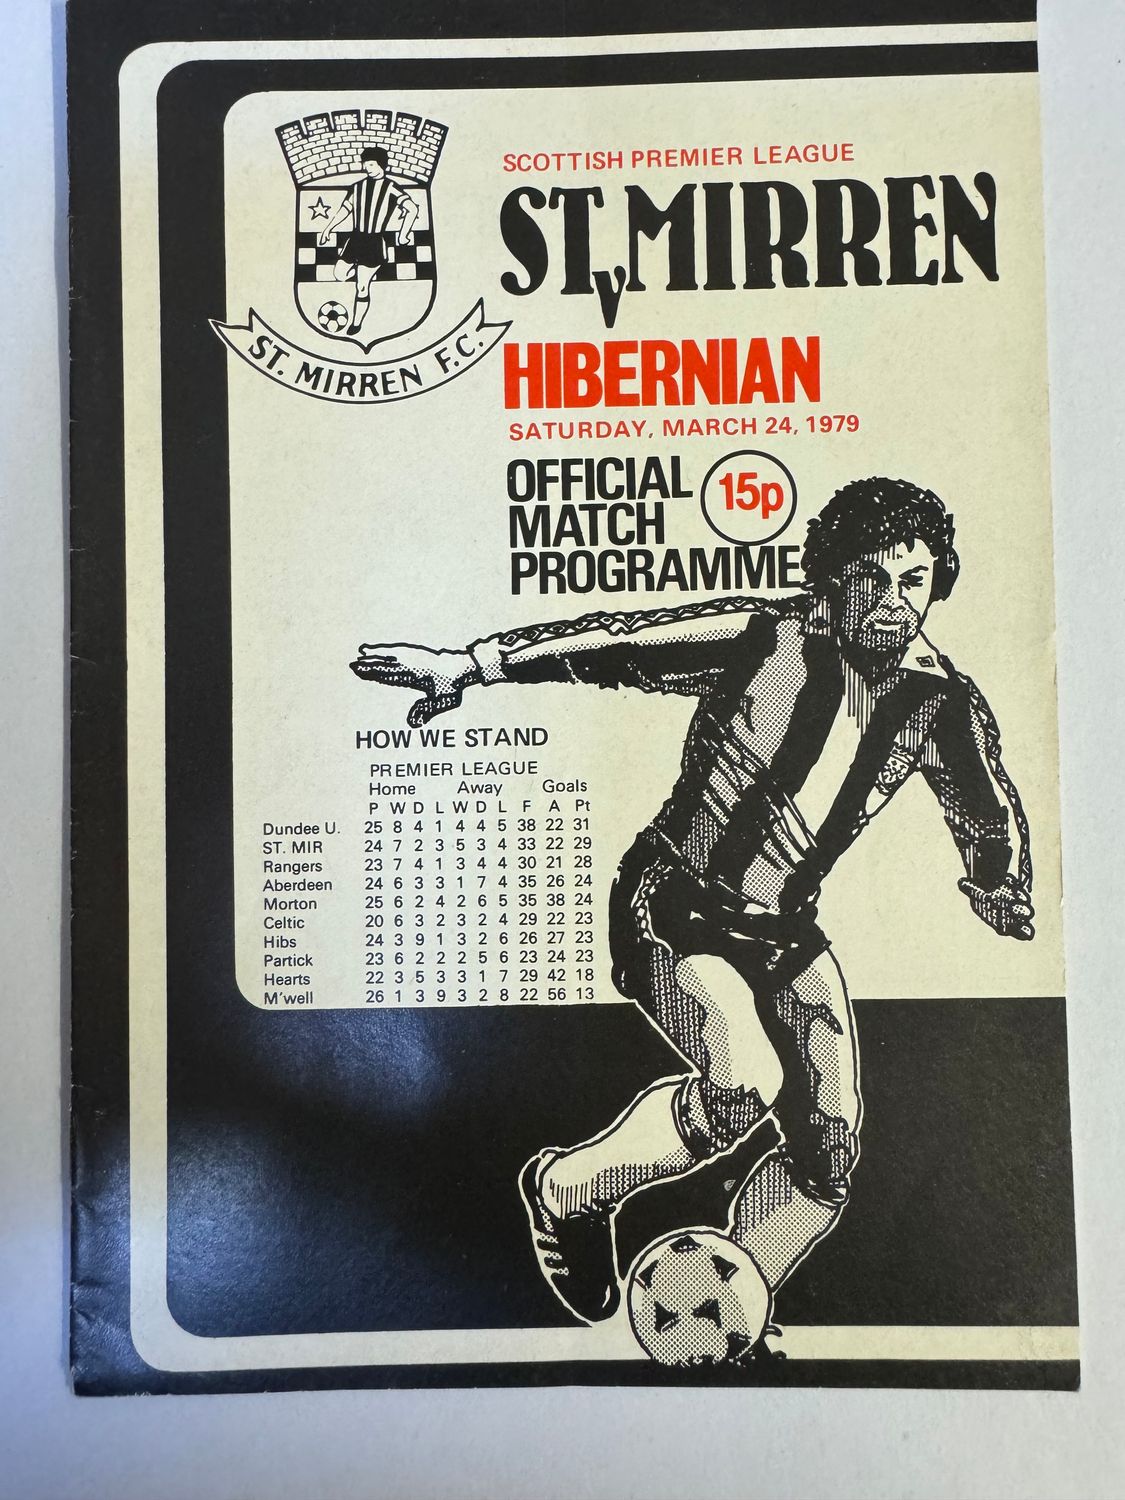 ST. MIRREN F.C.
SCOTTISH PREMIER LEAGUE
ST. MIRREN
v
HIBERNIAN
SATURDAY, MARCH 24, 1979
OFFICIAL
MATCH
PROGRAMME
15p
HOW WE STAND
PREMIER LEAGUE
Home Away Goals
P W D L W D L F A Pt
Dundee U. 25 8 4 1 4 4 5 38 22 31
ST. MIR 24 7 2 3 5 3 4 33 22 29
Rangers 23 7 4 1 3 4 4 30 21 28
Aberdeen 24 6 3 3 1 7 4 35 26 24
Morton 25 6 2 4 2 6 5 35 38 24
Celtic 20 6 3 2 3 2 4 29 22 23
Hibs 24 3 9 1 3 2 6 26 27 23
Partick 23 6 2 2 2 5 6 23 24 23
Hearts 22 3 5 3 3 1 7 29 42 18
M'well 26 1 3 9 3 2 8 22 56 13